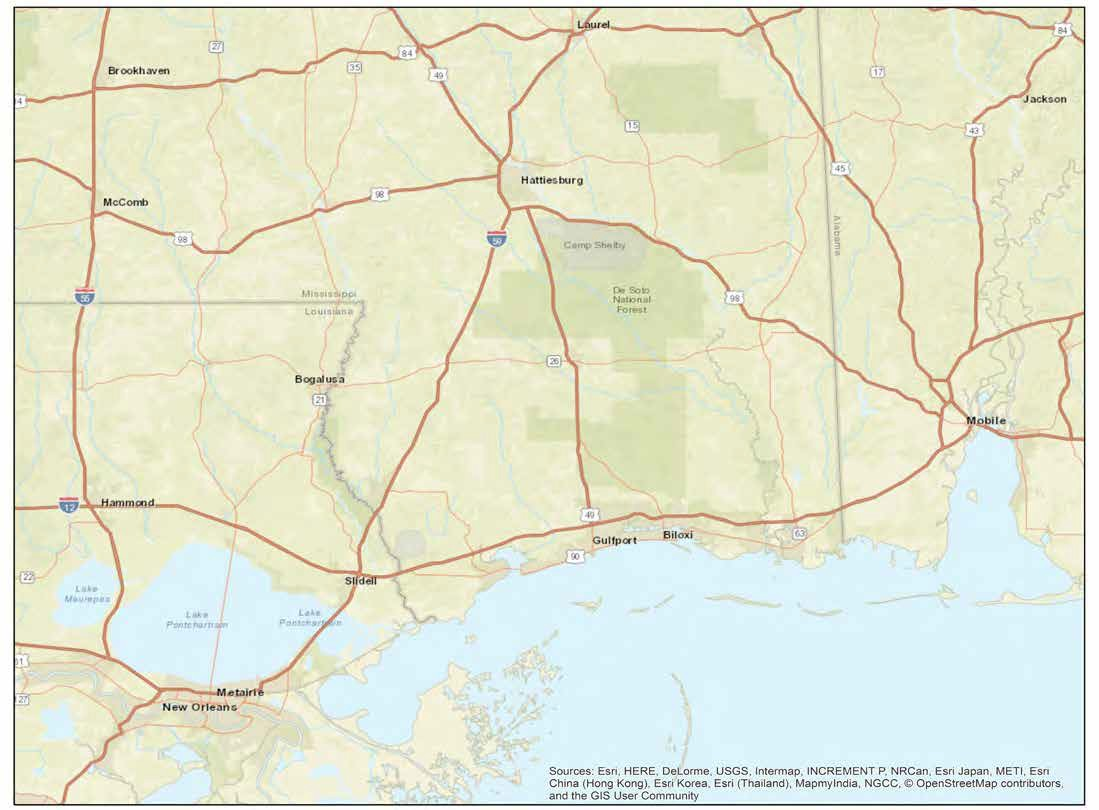 Laurel
84
27
84
35
49
17
Brookhaven
14
Jackson
15
43
Hattiesburg
45
98
McComb
98
59
Camp Shelby
Alabama
55
Mississippi
Louisiana
De Soto
National
Forest
98
26
Bogalusa
21
Mobile
Hammond
12
49
63
Gulfport
Biloxi
90
22
Slidell
Lake
Maurepas
Lake
Pontchartrain
Lake
Pontchartrain
61
Metairie
27
New Orleans
Sources: Esri, HERE, DeLorme, USGS, Intermap, INCREMENT P, NRCan, Esri Japan, METI, Esri
China (Hong Kong), Esri Korea, Esri (Thailand), MapmyIndia, NGCC, © OpenStreetMap contributors,
and the GIS User Community